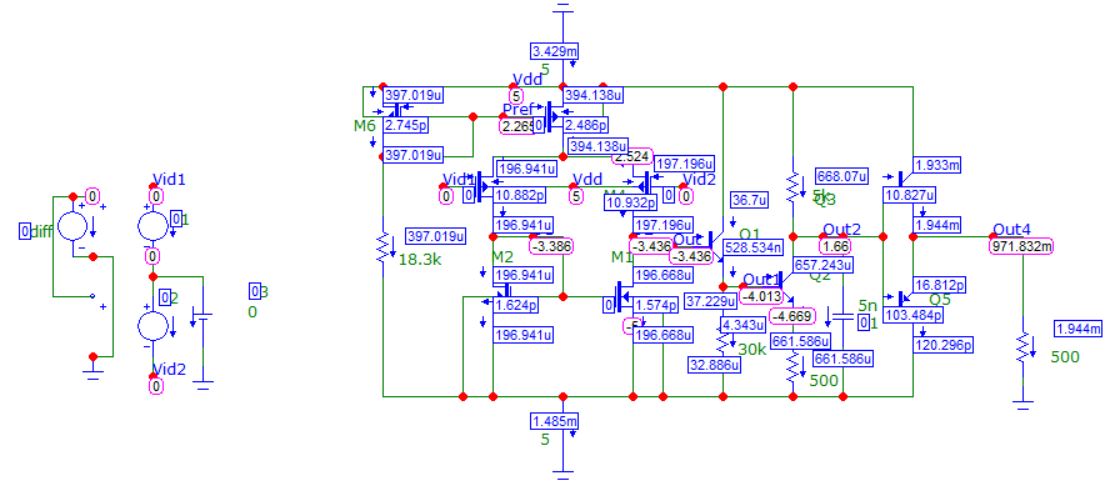 3.429m
5
Vdd
5
397.019u
394.138u
Pref
M6
2.745p
0
2.486p
397.019u
394.138u
2.524
196.941u
197.196u
Vid1
0
0
10.882p
Vdd
5
10.932p
0
Vid2
0
196.941u
197.196u
397.019u
18.3k
-3.386
-3.436
Out
-3.436
36.7u
Q1
528.534n
M2
196.941u
1.624p
196.941u
M1
196.668u
0
1.574p
196.668u
Out1
-4.013
37.229u
4.343u
30k
32.886u
668.07u
5k
Out2
1.66
657.243u
Q2
-4.669
661.586u
500
5n
0
1
661.586u
1.933m
10.827u
1.944m
Out4
971.832m
16.812p
Q5
103.484p
120.296p
1.944m
500
1.485m
5
0
diff
0
Vid1
0
0
1
0
0
2
Vid2
0
0
3
0